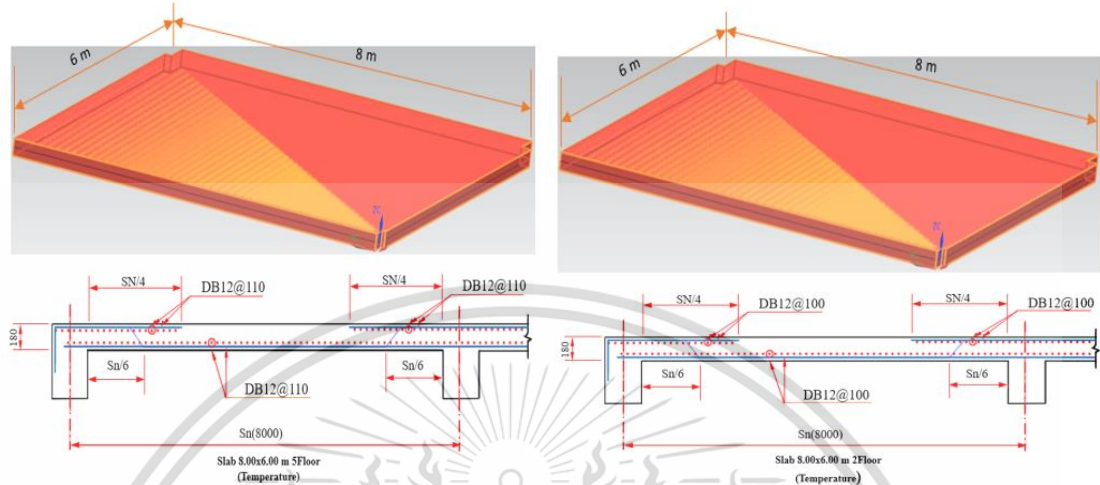 6 m
8 m
6 m
8 m
SN/4
DB12@110
SN/4
DB12@110
180
Sn/6
Sn/6
DB12@110
Sn(8000)
Slab 8.00x6.00 m 5Floor
(Temperature)
SN/4
DB12@100
SN/4
DB12@100
180
Sn/6
Sn/6
DB12@100
Sn(8000)
Slab 8.00x6.00 m 2Floor
(Temperature)